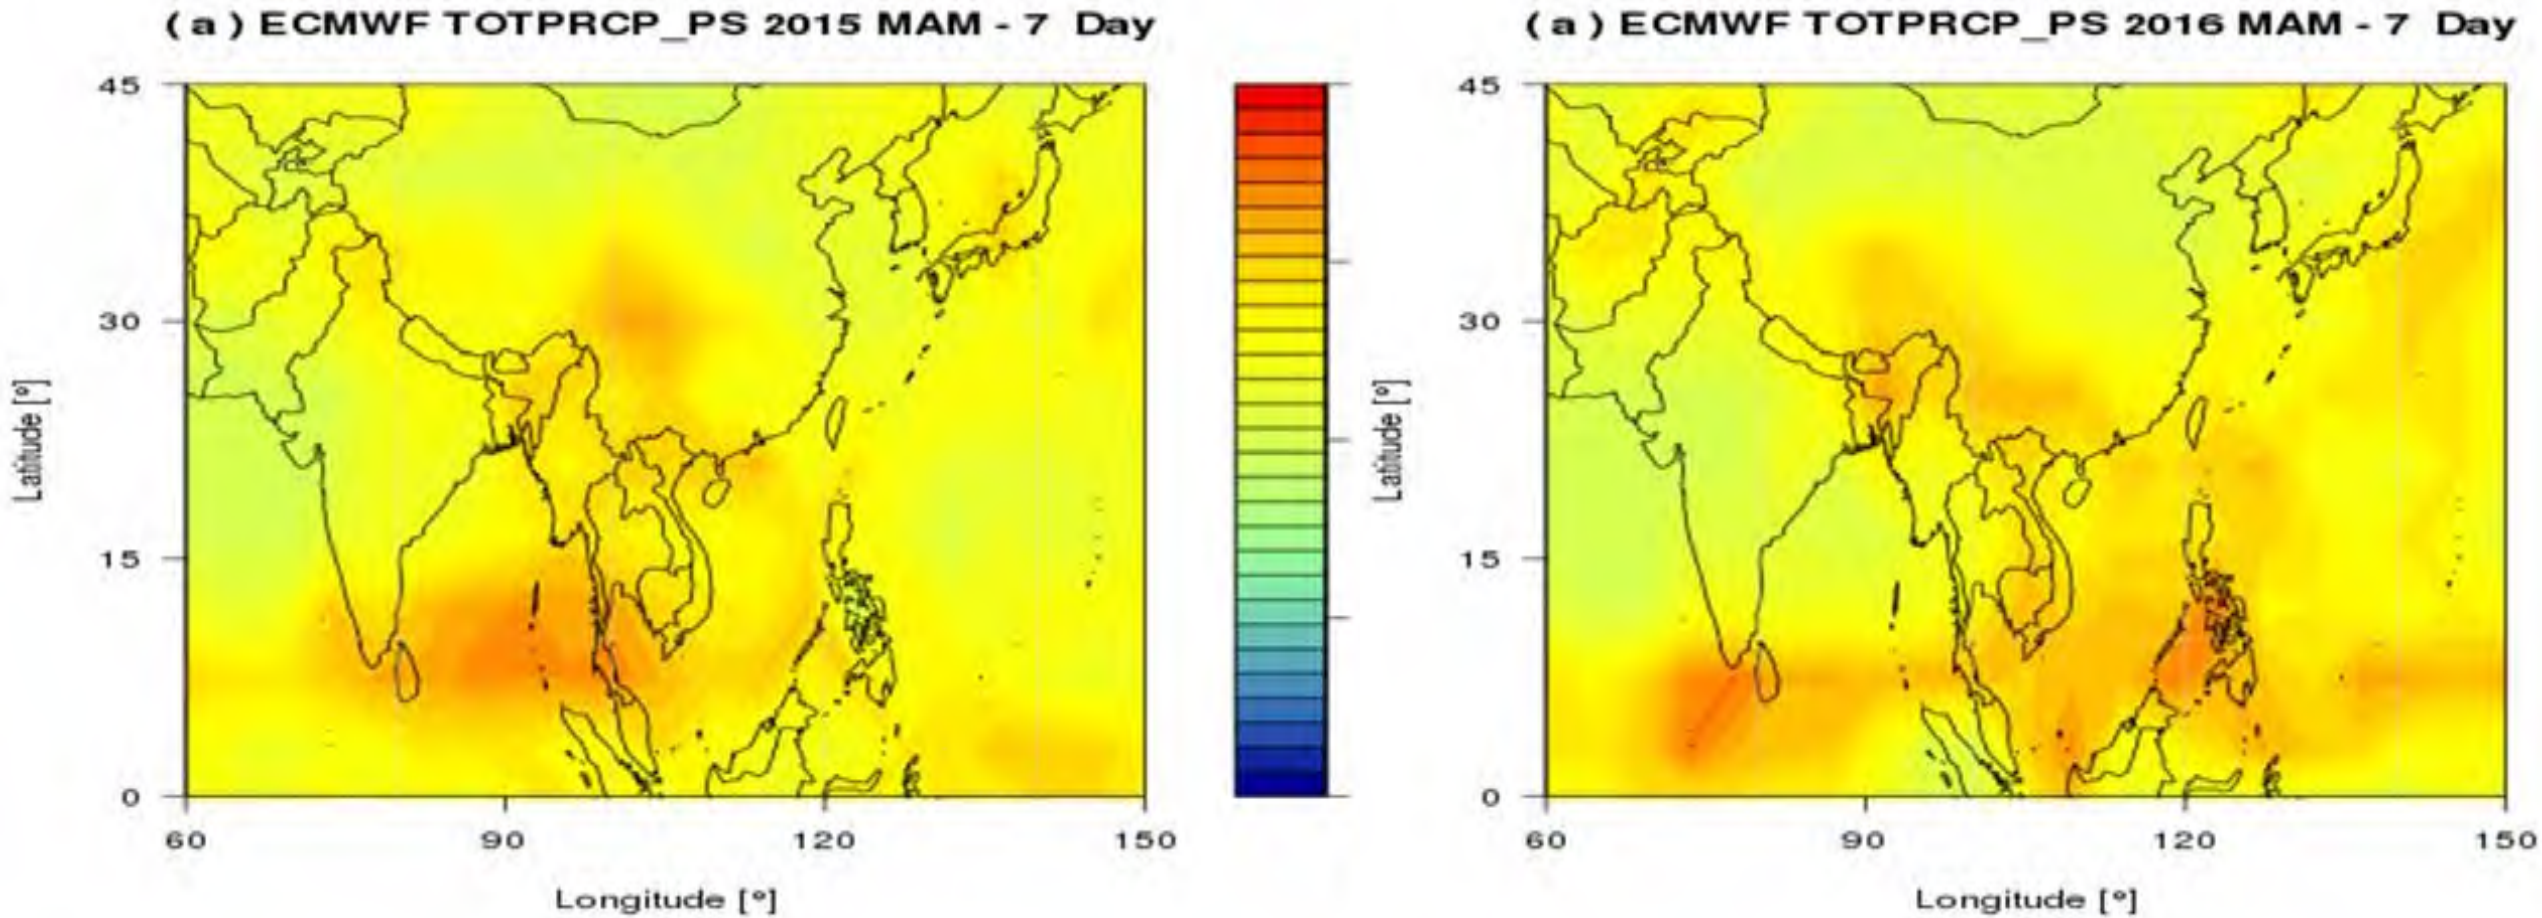 (a) ECMWF TOTPRCP_PS 2015 MAM - 7 Day
45
30
15
0
Latitude [°]
60 90 120 150
Longitude [°]
(a) ECMWF TOTPRCP_PS 2016 MAM - 7 Day
45
30
15
0
Latitude [°]
60 90 120 150
Longitude [°]